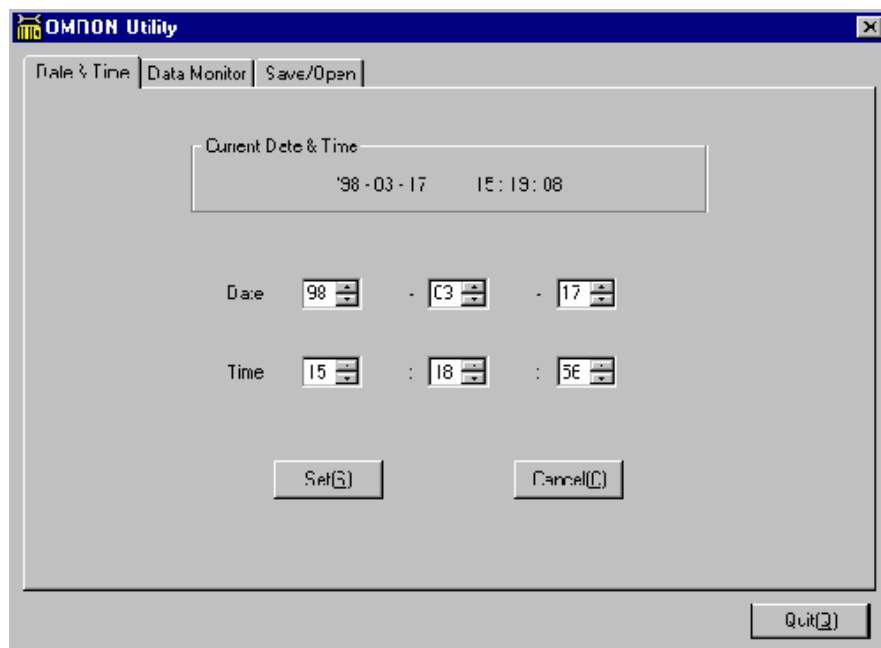 OMRON Utility
Date & Time Data Monitor Save/Open
Current Date & Time
'98 - 03 - 17 15 : 19 : 08
Date 98 - 03 - 17
Time 15 : 18 : 56
Set(S) Cancel(C)
Quit(Q)